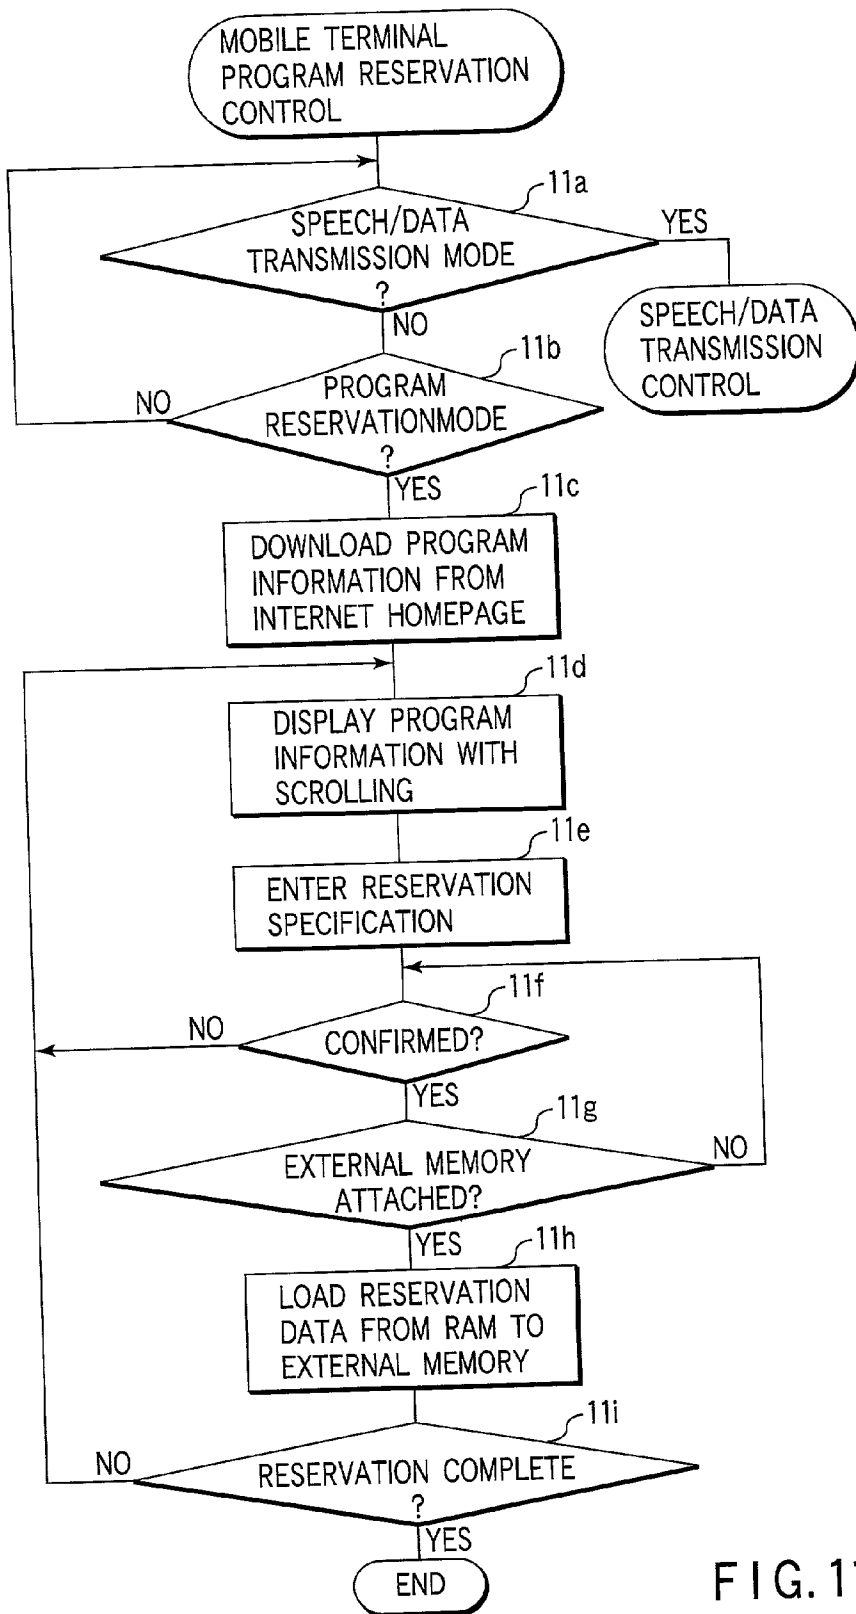 MOBILE TERMINAL
PROGRAM RESERVATION
CONTROL
11a
SPEECH/DATA
TRANSMISSION MODE
?
YES
NO
SPEECH/DATA
TRANSMISSION
CONTROL
11b
PROGRAM
RESERVATIONMODE
?
NO
YES
11c
DOWNLOAD PROGRAM
INFORMATION FROM
INTERNET HOMEPAGE
11d
DISPLAY PROGRAM
INFORMATION WITH
SCROLLING
11e
ENTER RESERVATION
SPECIFICATION
11f
NO
CONFIRMED?
YES
11g
EXTERNAL MEMORY
ATTACHED?
NO
YES
11h
LOAD RESERVATION
DATA FROM RAM TO
EXTERNAL MEMORY
11i
NO
RESERVATION COMPLETE
?
YES
END
FIG.